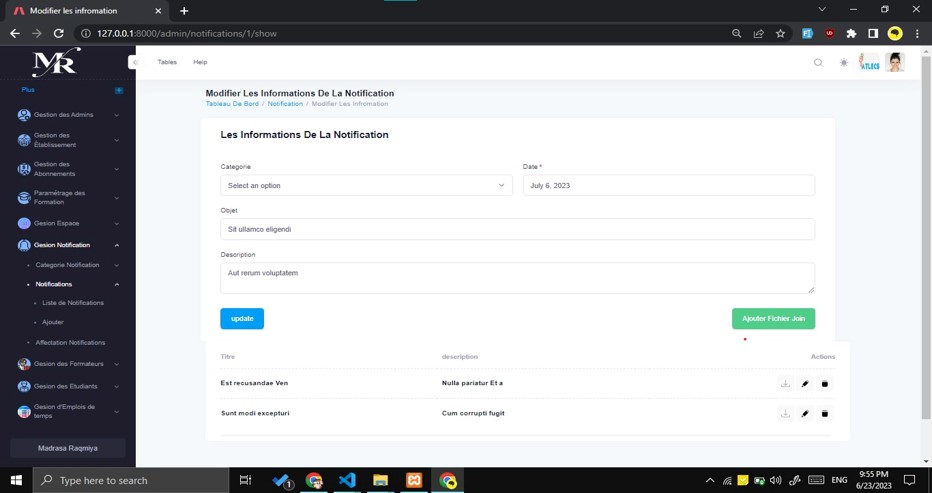 Modifier les infromation
127.0.0.1:8000/admin/notifications/1/show
MR
Tables Help
ATLECS
Plus
Gestion des Admins
Gestion des
Établissement
Gestion des
Abonnements
Paramétrage des
Formation
Gesion Espace
Gesion Notification
Categorie Notification
Notifications
Liste de Notifications
Ajouter
Affectation Notifications
Gesion des Formateurs
Gesion des Etudiants
Gesion d'Emplois de
temps
Madrasa Raqmiya
Modifier Les Informations De La Notification
Tableau De Bord / Notification / Modifier Les Infromation
Les Informations De La Notification
Categorie Date *
Select an option July 6, 2023
Objet
Sit ullamco eligendi
Description
Aut rerum voluptatem
update Ajouter Fichier Join
Titre description Actions
Est recusandae Ven Nulla pariatur Et a
Sunt modi excepturi Cum corrupti fugit
Type here to search
1
ENG
9:55 PM
6/23/2023